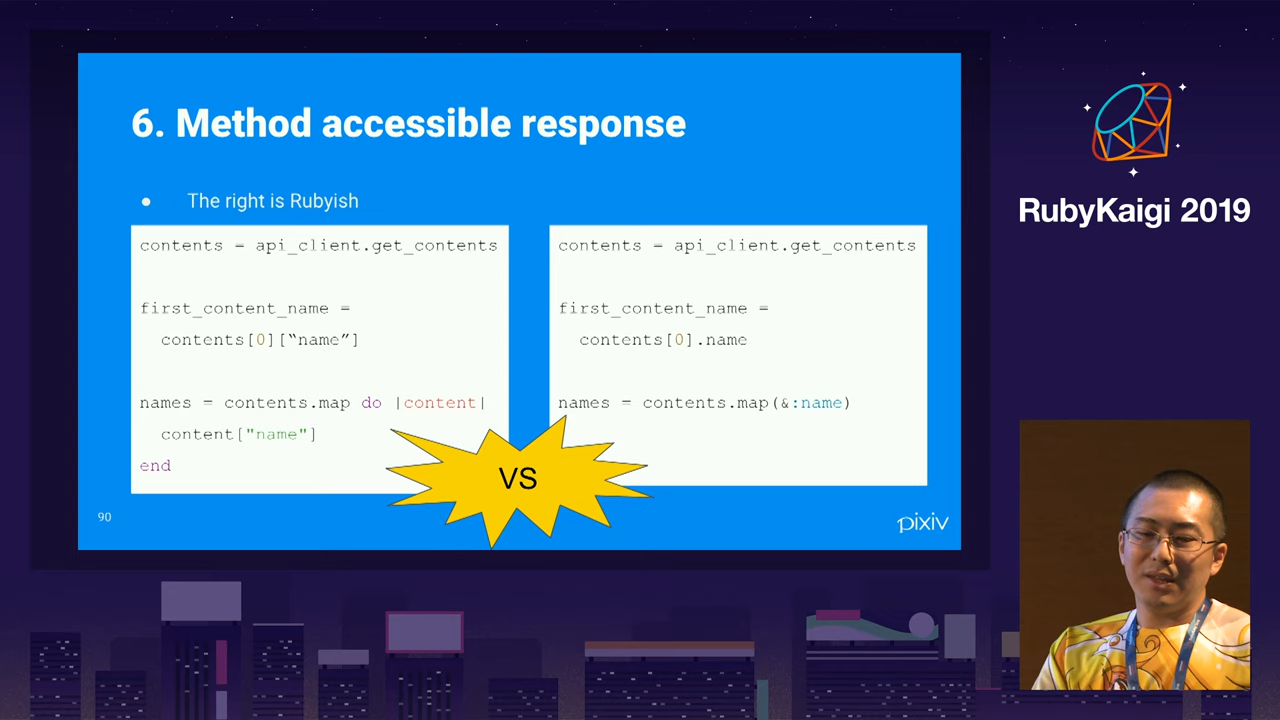 6. Method accessible response
● The right is Rubyish
contents = api_client.get_contents
first_content_name =
contents[0][“name”]
names = contents.map do |content|
content["name"]
end
contents = api_client.get_contents
first_content_name =
contents[0].name
names = contents.map(&:name)
VS
90
pixiv
RubyKaigi 2019